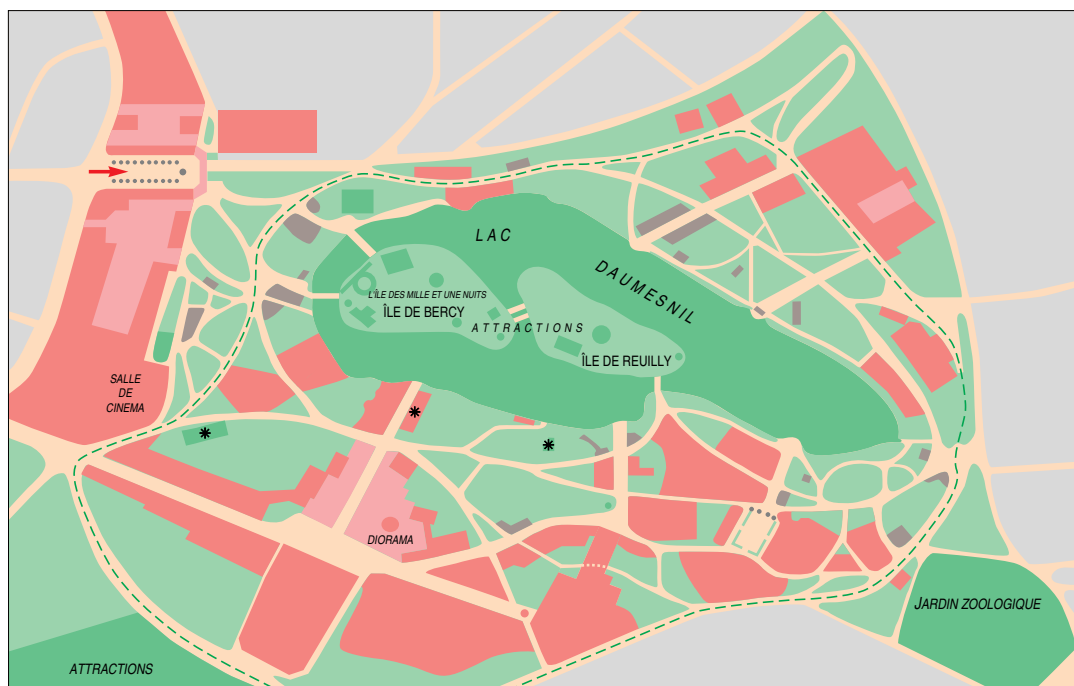 LAC
DAUMESNIL
L'ÎLE DES MILLE ET UNE NUITS
ÎLE DE BERCY
ATTRACTIONS
ÎLE DE REUILLY
SALLE
DE
CINEMA
DIORAMA
JARDIN ZOOLOGIQUE
ATTRACTIONS